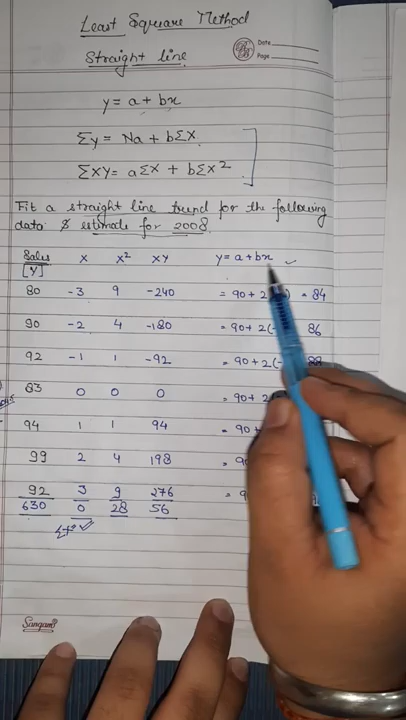 Least Square Method
Date
Straight line
Page
y = a + bx
Σy = Na + bΣX
ΣXY = aΣX + bΣX²
Fit a straight line trend for the following
data & estimate for 2008.
Sales [Y] X X² XY y = a + bx ✓
80 -3 9 -240 = 90 + 2( ) = 84
90 -2 4 -180 = 90 + 2(- 86
92 -1 1 -92 = 90 + 2(- 88
83 0 0 0 = 90 + 2
94 1 1 94 = 90 +
99 2 4 198 = 90
92 3 9 276 = 9
630 0 28 56
Sangam